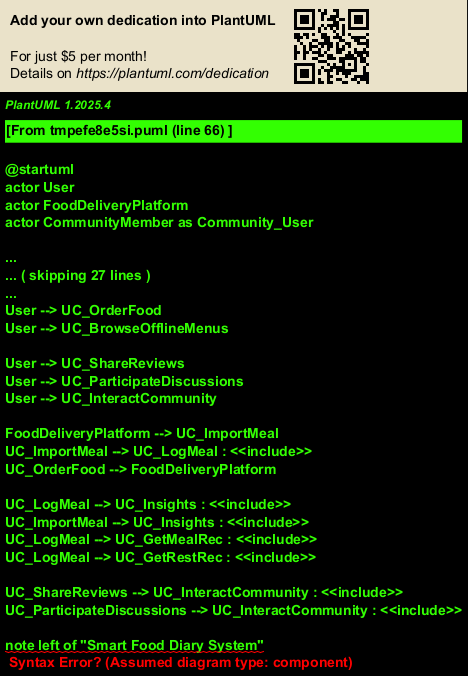 Add your own dedication into PlantUML
For just $5 per month!
Details on https://plantuml.com/dedication
PlantUML 1.2025.4
[From tmpefe8e5si.puml (line 66) ]
@startuml
actor User
actor FoodDeliveryPlatform
actor CommunityMember as Community_User
...
... ( skipping 27 lines )
...
User --> UC_OrderFood
User --> UC_BrowseOfflineMenus
User --> UC_ShareReviews
User --> UC_ParticipateDiscussions
User --> UC_InteractCommunity
FoodDeliveryPlatform --> UC_ImportMeal
UC_ImportMeal --> UC_LogMeal : <<include>>
UC_OrderFood --> FoodDeliveryPlatform
UC_LogMeal --> UC_Insights : <<include>>
UC_ImportMeal --> UC_Insights : <<include>>
UC_LogMeal --> UC_GetMealRec : <<include>>
UC_LogMeal --> UC_GetRestRec : <<include>>
UC_ShareReviews --> UC_InteractCommunity : <<include>>
UC_ParticipateDiscussions --> UC_InteractCommunity : <<include>>
note left of "Smart Food Diary System"
Syntax Error? (Assumed diagram type: component)